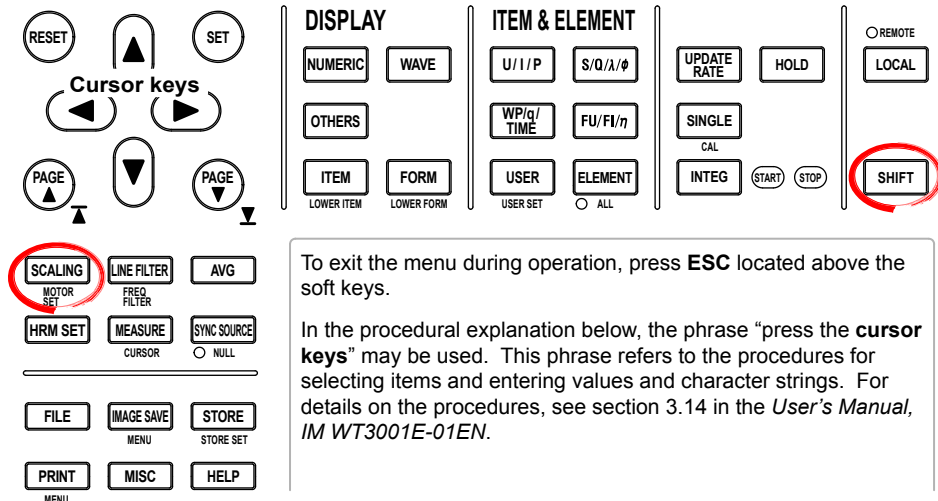 RESET
SET
Cursor keys
PAGE
PAGE
DISPLAY
NUMERIC
WAVE
OTHERS
ITEM
FORM
LOWER ITEM
LOWER FORM
ITEM & ELEMENT
U/I/P
S/Q/λ/ϕ
WP/q/
TIME
FU/FI/η
USER
ELEMENT
USER SET
ALL
UPDATE
RATE
HOLD
SINGLE
CAL
INTEG
START
STOP
REMOTE
LOCAL
SHIFT
SCALING
LINE FILTER
AVG
MOTOR
SET
FREQ
FILTER
HRM SET
MEASURE
SYNC SOURCE
CURSOR
NULL
FILE
IMAGE SAVE
STORE
MENU
STORE SET
PRINT
MISC
HELP
MENU
To exit the menu during operation, press ESC located above the
soft keys.
In the procedural explanation below, the phrase “press the cursor
keys” may be used.  This phrase refers to the procedures for
selecting items and entering values and character strings.  For
details on the procedures, see section 3.14 in the User’s Manual,
IM WT3001E-01EN.